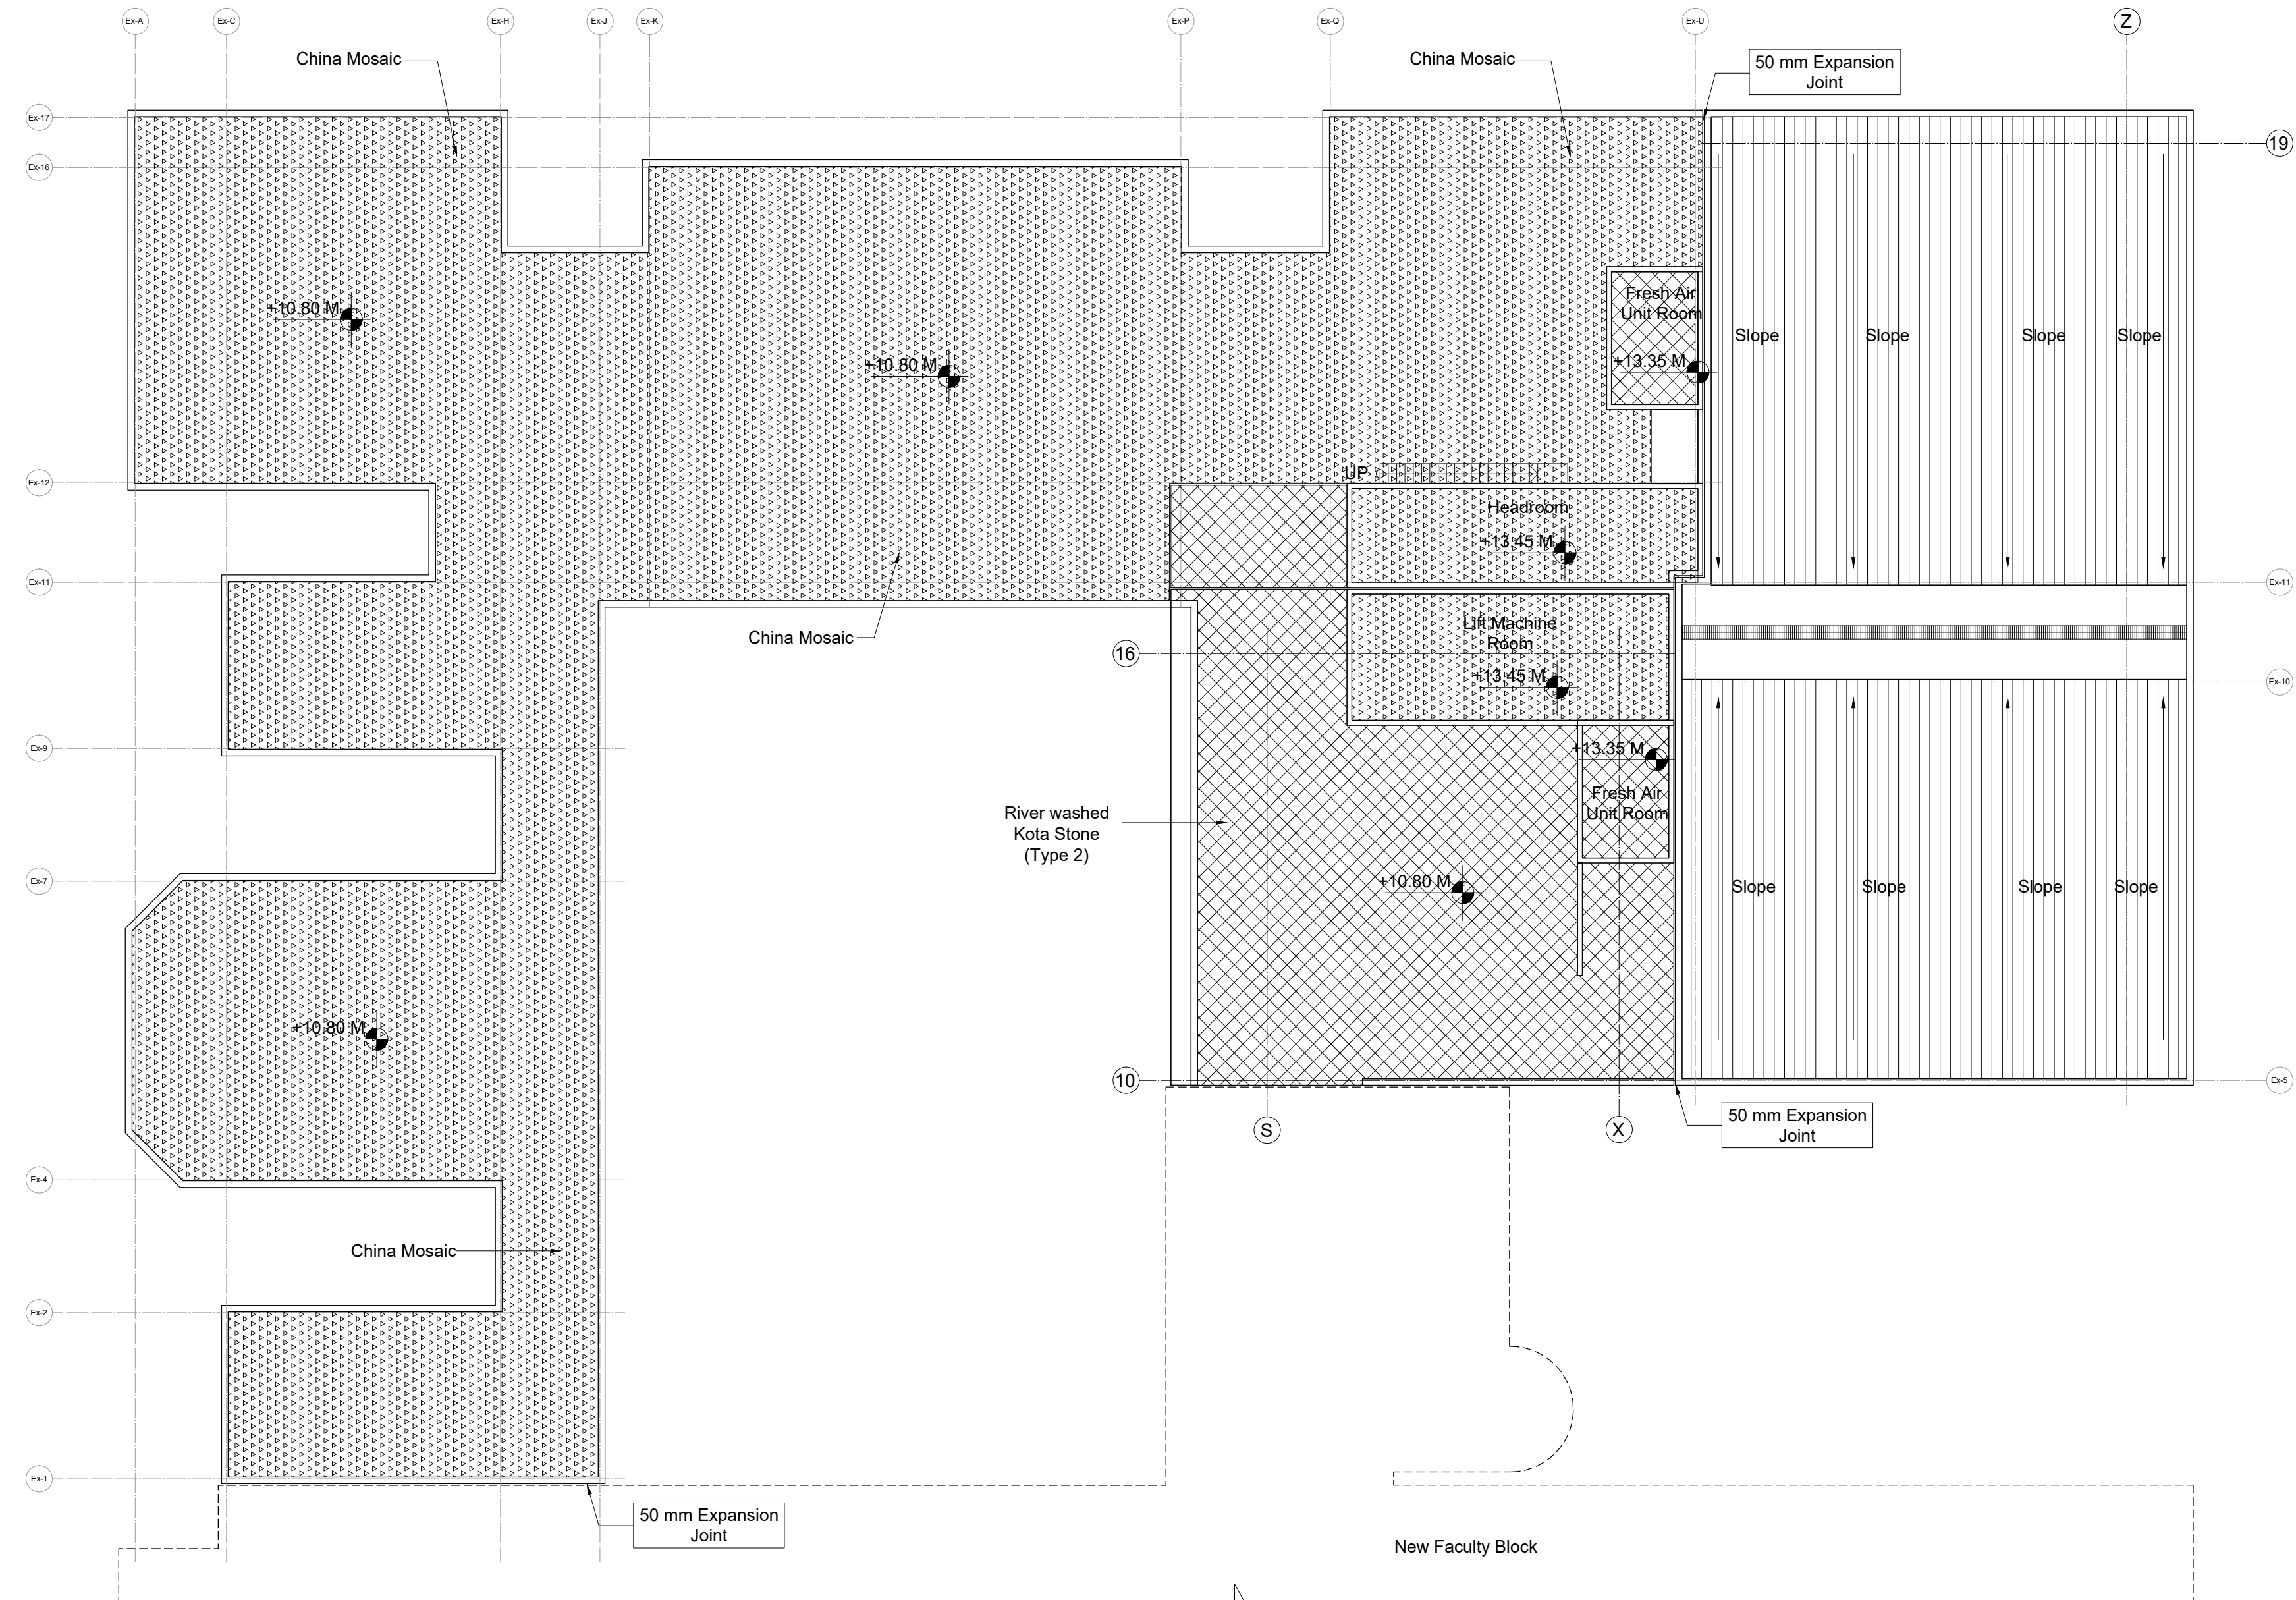 Ex-A
Ex-C
Ex-H
Ex-J
Ex-K
Ex-P
Ex-Q
Ex-U
Z
China Mosaic
China Mosaic
50 mm Expansion
Joint
Ex-17
19
Ex-16
Fresh Air
Unit Room
+10.80 M
Slope
Slope
Slope
Slope
+13.35 M
+10.80 M
UP
Ex-12
Headroom
+13.45 M
Ex-11
Ex-11
Lift Machine
Room
China Mosaic
16
+13.45 M
Ex-10
Ex-9
+13.35 M
Fresh Air
Unit Room
River washed
Kota Stone
(Type 2)
Ex-7
+10.80 M
Slope
Slope
Slope
Slope
+10.80 M
10
Ex-5
S
X
50 mm Expansion
Joint
Ex-4
China Mosaic
Ex-2
Ex-1
50 mm Expansion
Joint
New Faculty Block